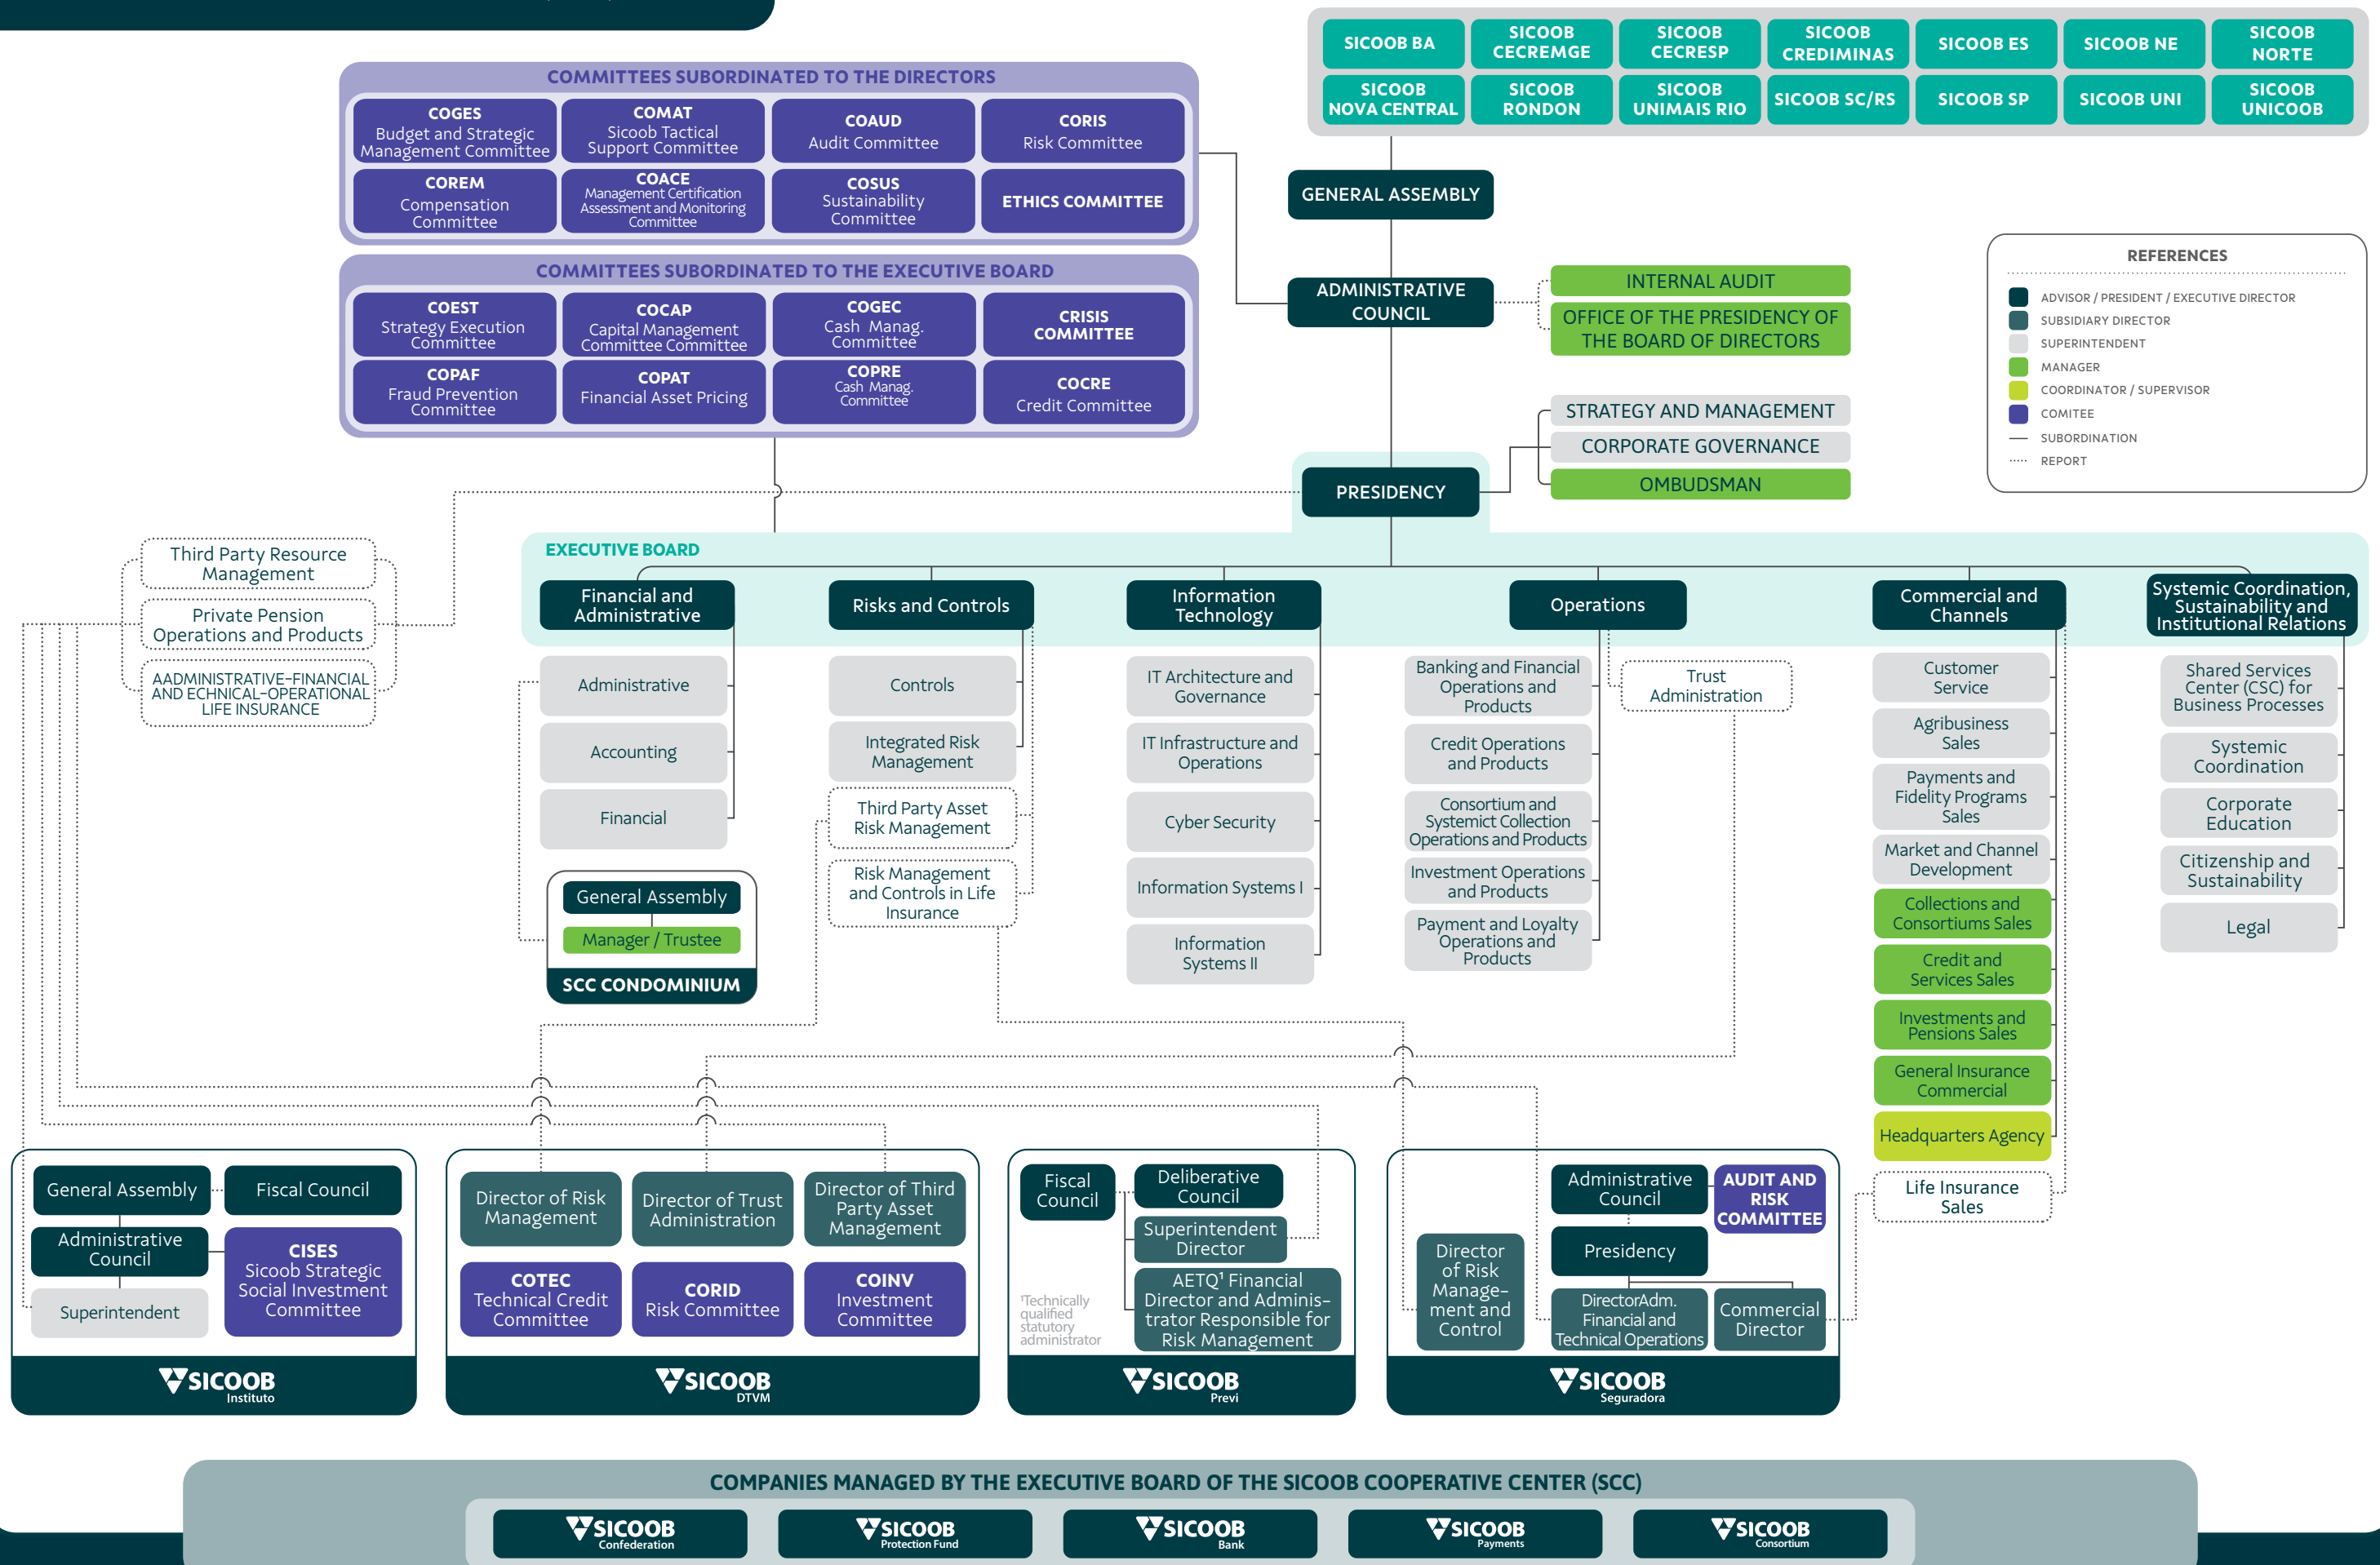 SICOOB BA
SICOOB
CECREMGE
SICOOB
CECRESP
SICOOB
CREDIMINAS
SICOOB ES
SICOOB NE
SICOOB
NORTE
SICOOB
NOVA CENTRAL
SICOOB
RONDON
SICOOB
UNIMAIS RIO
SICOOB SC/RS
SICOOB SP
SICOOB UNI
SICOOB
UNICOOB
COMMITTEES SUBORDINATED TO THE DIRECTORS
COGES
Budget and Strategic
Management Committee
COMAT
Sicoob Tactical
Support Committee
COAUD
Audit Committee
CORIS
Risk Committee
COREM
Compensation
Committee
COACE
Management Certification
Assessment and Monitoring
Committee
COSUS
Sustainability
Committee
ETHICS COMMITTEE
COMMITTEES SUBORDINATED TO THE EXECUTIVE BOARD
COEST
Strategy Execution
Committee
COCAP
Capital Management
Committee Committee
COGEC
Cash Manag.
Committee
CRISIS
COMMITTEE
COPAF
Fraud Prevention
Committee
COPAT
Financial Asset Pricing
COPRE
Cash Manag.
Committee
COCRE
Credit Committee
GENERAL ASSEMBLY
ADMINISTRATIVE
COUNCIL
INTERNAL AUDIT
OFFICE OF THE PRESIDENCY OF
THE BOARD OF DIRECTORS
STRATEGY AND MANAGEMENT
CORPORATE GOVERNANCE
OMBUDSMAN
PRESIDENCY
REFERENCES
ADVISOR / PRESIDENT / EXECUTIVE DIRECTOR
SUBSIDIARY DIRECTOR
SUPERINTENDENT
MANAGER
COORDINATOR / SUPERVISOR
COMITEE
SUBORDINATION
REPORT
Third Party Resource
Management
Private Pension
Operations and Products
AADMINISTRATIVE-FINANCIAL
AND ECHNICAL-OPERATIONAL
LIFE INSURANCE
EXECUTIVE BOARD
Financial and
Administrative
Risks and Controls
Information
Technology
Operations
Commercial and
Channels
Systemic Coordination,
Sustainability and
Institutional Relations
Administrative
Accounting
Financial
General Assembly
Manager / Trustee
SCC CONDOMINIUM
Controls
Integrated Risk
Management
Third Party Asset
Risk Management
Risk Management
and Controls in Life
Insurance
IT Architecture and
Governance
IT Infrastructure and
Operations
Cyber Security
Information Systems I
Information
Systems II
Banking and Financial
Operations and
Products
Credit Operations
and Products
Consortium and
Systemict Collection
Operations and Products
Investment Operations
and Products
Payment and Loyalty
Operations and
Products
Trust
Administration
Customer
Service
Agribusiness
Sales
Payments and
Fidelity Programs
Sales
Market and Channel
Development
Collections and
Consortiums Sales
Credit and
Services Sales
Investments and
Pensions Sales
General Insurance
Commercial
Headquarters Agency
Life Insurance
Sales
Shared Services
Center (CSC) for
Business Processes
Systemic
Coordination
Corporate
Education
Citizenship and
Sustainability
Legal
General Assembly
Fiscal Council
Administrative
Council
CISES
Sicoob Strategic
Social Investment
Committee
Superintendent
SICOOB
Instituto
Director of Risk
Management
Director of Trust
Administration
Director of Third
Party Asset
Management
COTEC
Technical Credit
Committee
CORID
Risk Committee
COINV
Investment
Committee
SICOOB
DTVM
Fiscal
Council
Deliberative
Council
Superintendent
Director
AETQ¹ Financial
Director and Adminis-
trator Responsible for
Risk Management
¹Technically
qualified
statutory
administrator
SICOOB
Previ
Director
of Risk
Manage-
ment and
Control
Administrative
Council
AUDIT AND
RISK
COMMITTEE
Presidency
DirectorAdm.
Financial and
Technical Operations
Commercial
Director
SICOOB
Seguradora
COMPANIES MANAGED BY THE EXECUTIVE BOARD OF THE SICOOB COOPERATIVE CENTER (SCC)
SICOOB
Confederation
SICOOB
Protection Fund
SICOOB
Bank
SICOOB
Payments
SICOOB
Consortium